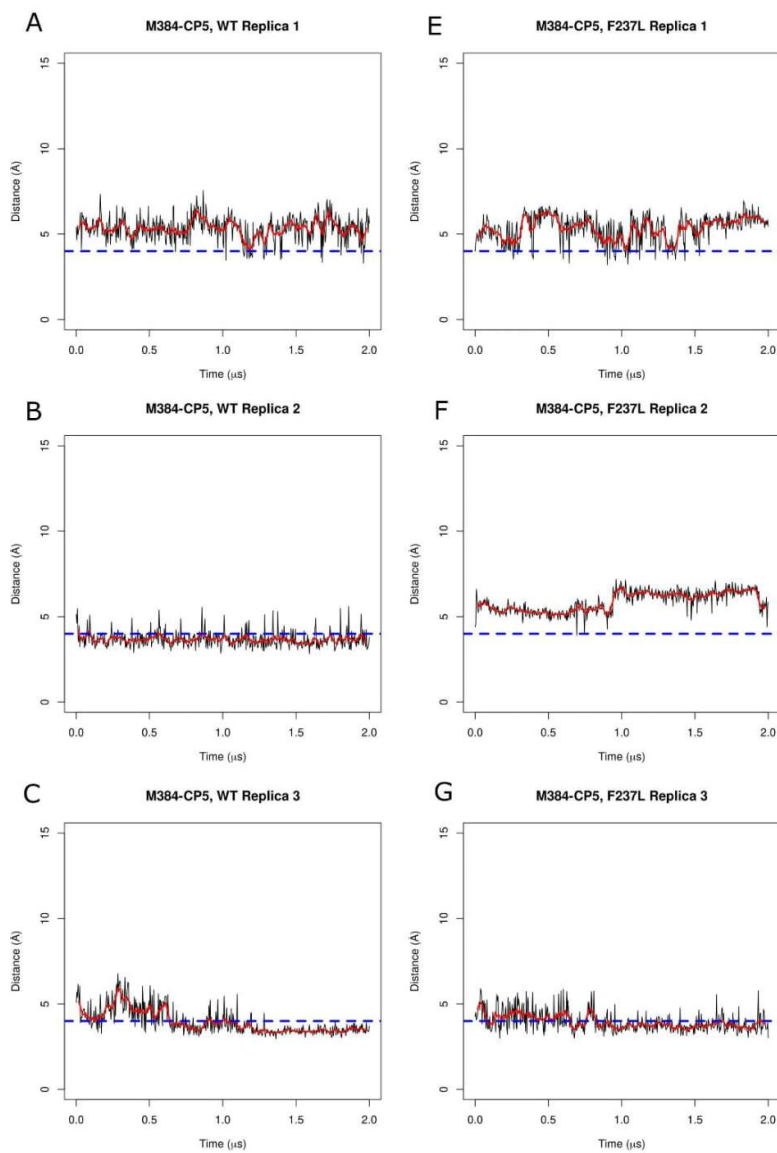 A
M384-CP5, WT Replica 1
Distance (Å)
15
10
5
0
0.0 0.5 1.0 1.5 2.0
Time (μs)
E
M384-CP5, F237L Replica 1
Distance (Å)
15
10
5
0
0.0 0.5 1.0 1.5 2.0
Time (μs)
B
M384-CP5, WT Replica 2
Distance (Å)
15
10
5
0
0.0 0.5 1.0 1.5 2.0
Time (μs)
F
M384-CP5, F237L Replica 2
Distance (Å)
15
10
5
0
0.0 0.5 1.0 1.5 2.0
Time (μs)
C
M384-CP5, WT Replica 3
Distance (Å)
15
10
5
0
0.0 0.5 1.0 1.5 2.0
Time (μs)
G
M384-CP5, F237L Replica 3
Distance (Å)
15
10
5
0
0.0 0.5 1.0 1.5 2.0
Time (μs)